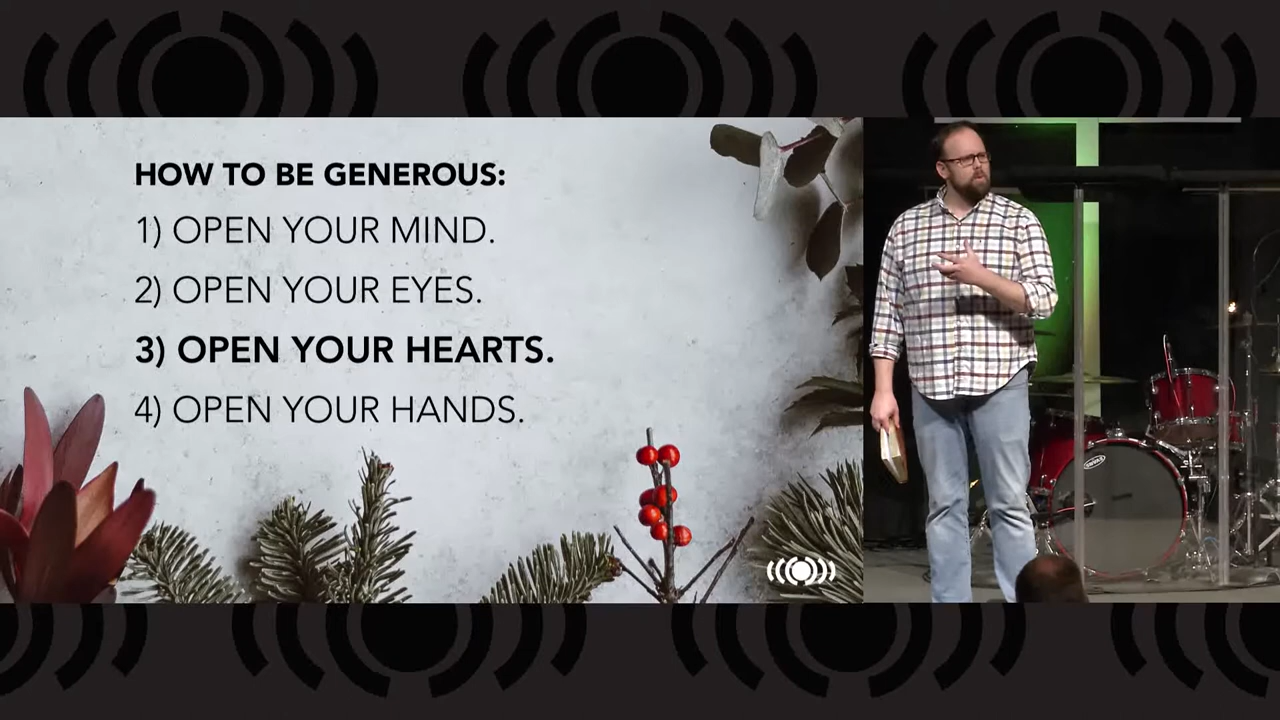 HOW TO BE GENEROUS:
1) OPEN YOUR MIND.
2) OPEN YOUR EYES.
3) OPEN YOUR HEARTS.
4) OPEN YOUR HANDS.